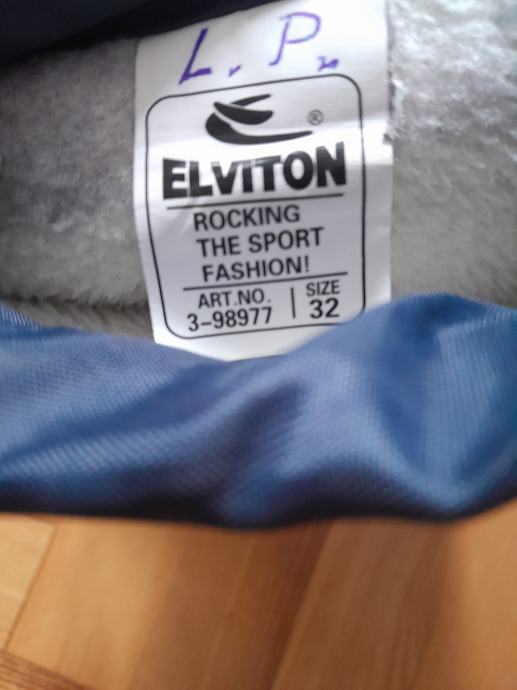 L. P.
®
ELVITON
ROCKING
THE SPORT
FASHION!
ART.NO.
3-98977
SIZE
32